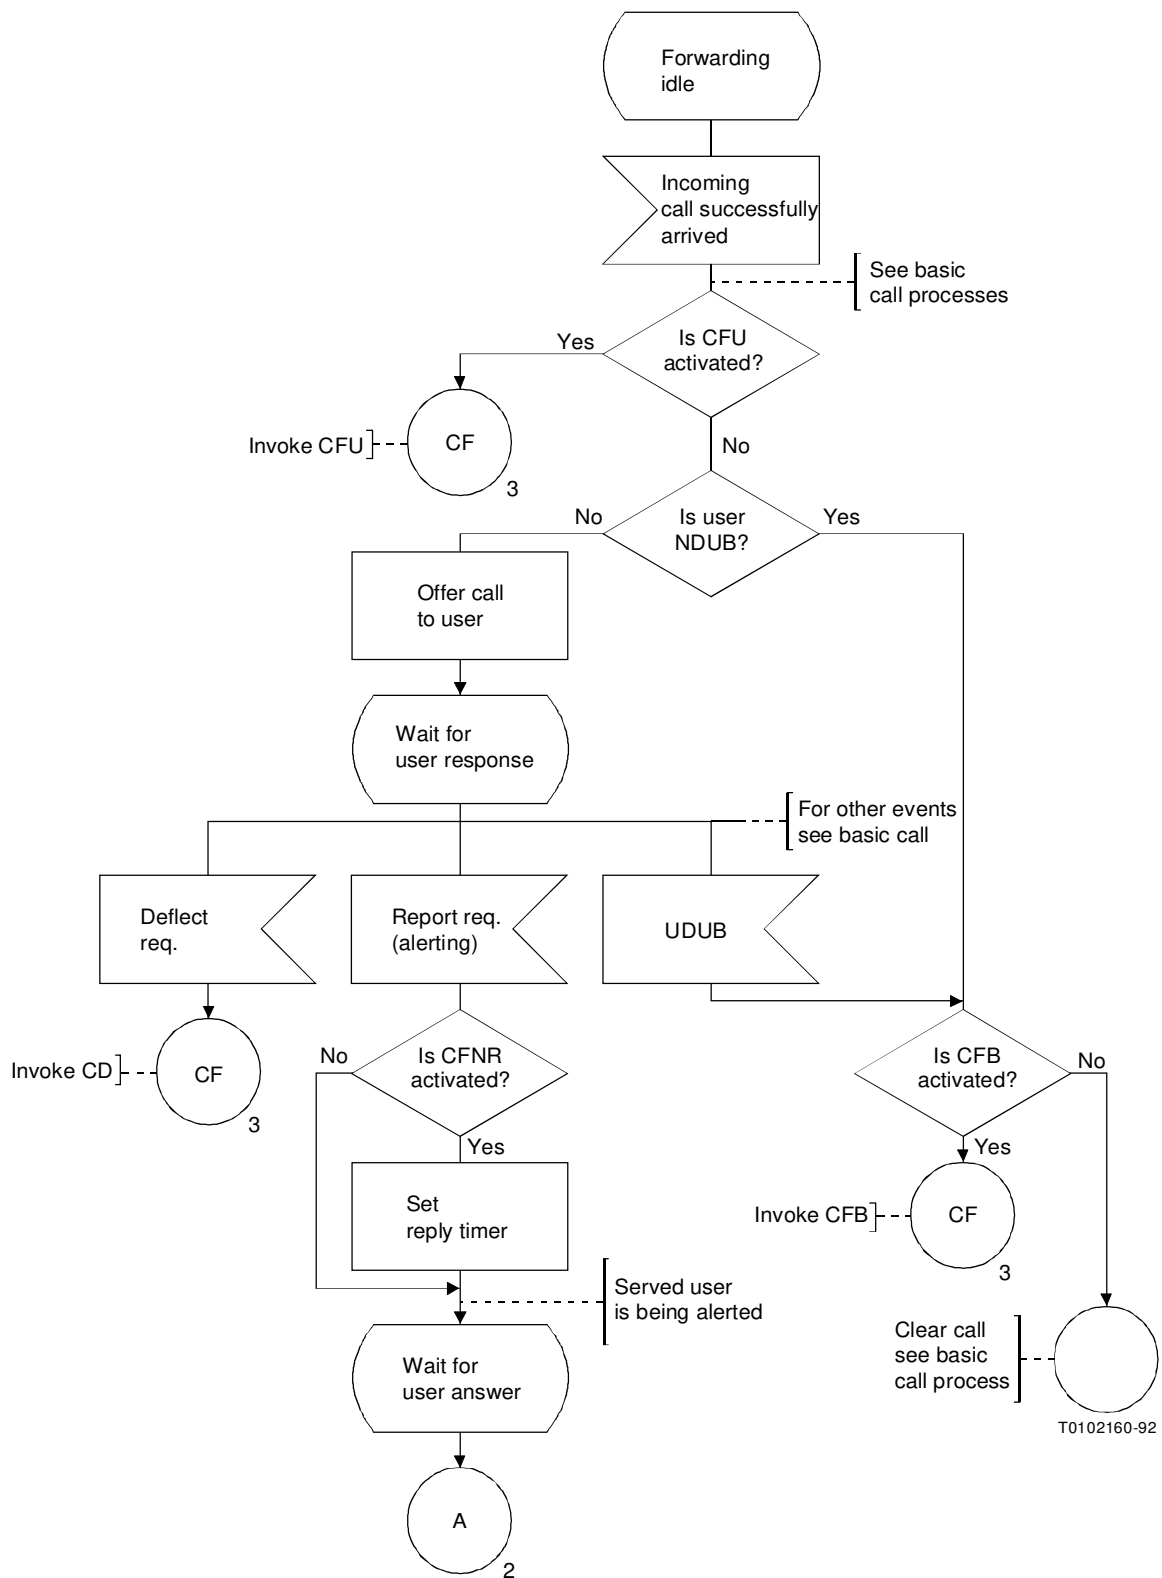 Forwarding
idle
Incoming
call successfully
arrived
See basic
call processes
Is CFU
activated?
Yes
No
Invoke CFU
CF
3
Is user
NDUB?
No
Yes
Offer call
to user
Wait for
user response
For other events
see basic call
Deflect
req.
Report req.
(alerting)
UDUB
Invoke CD
CF
3
Is CFNR
activated?
No
Yes
Is CFB
activated?
No
Yes
Set
reply timer
Invoke CFB
CF
3
Served user
is being alerted
Clear call
see basic
call process
Wait for
user answer
T0102160-92
A
2